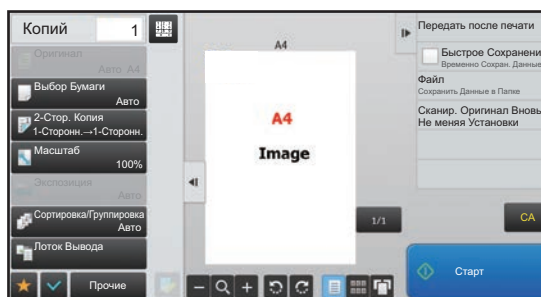 Копий 1
Оригинал
Авто A4
Выбор Бумаги
Авто
2-Стор. Копия
1-Сторонн.→1-Сторонн.
Масштаб
100%
Экспозиция
Авто
Сортировка/Группировка
Авто
Лоток Вывода
Прочие
A4
A4
Image
1/1
Передать после печати
Быстрое Сохранени
Временно Сохран. Данные
Файл
Сохранить Данные в Папке
Сканир. Оригинал Вновь
Не меняя Установки
CA
Старт